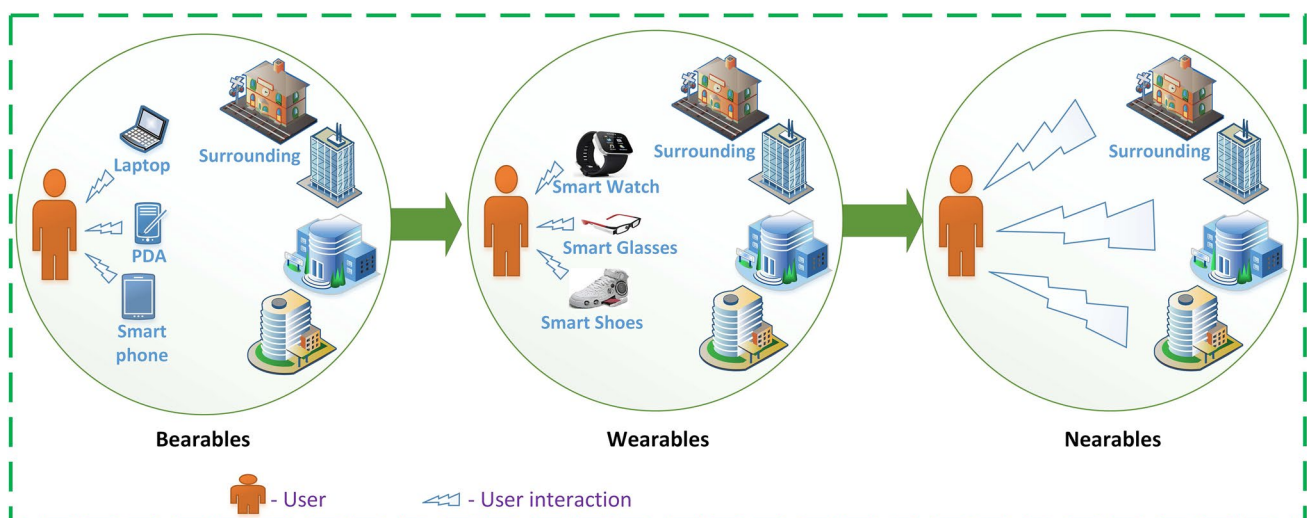 Laptop
PDA
Smart
phone
Surrounding
Bearables
Smart Watch
Smart Glasses
Smart Shoes
Surrounding
Wearables
Surrounding
Nearables
- User
- User interaction